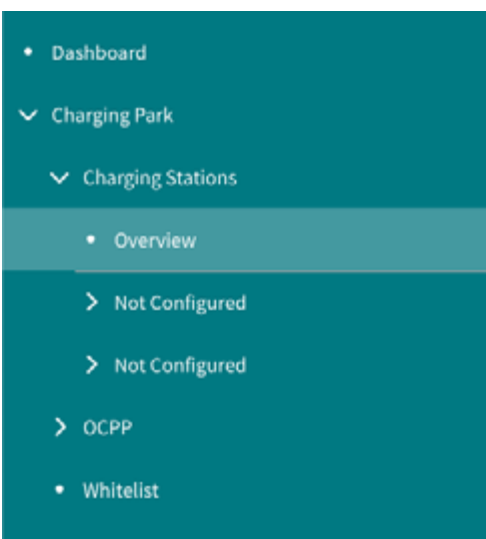 Dashboard
Charging Park
Charging Stations
Overview
Not Configured
Not Configured
OCPP
Whitelist